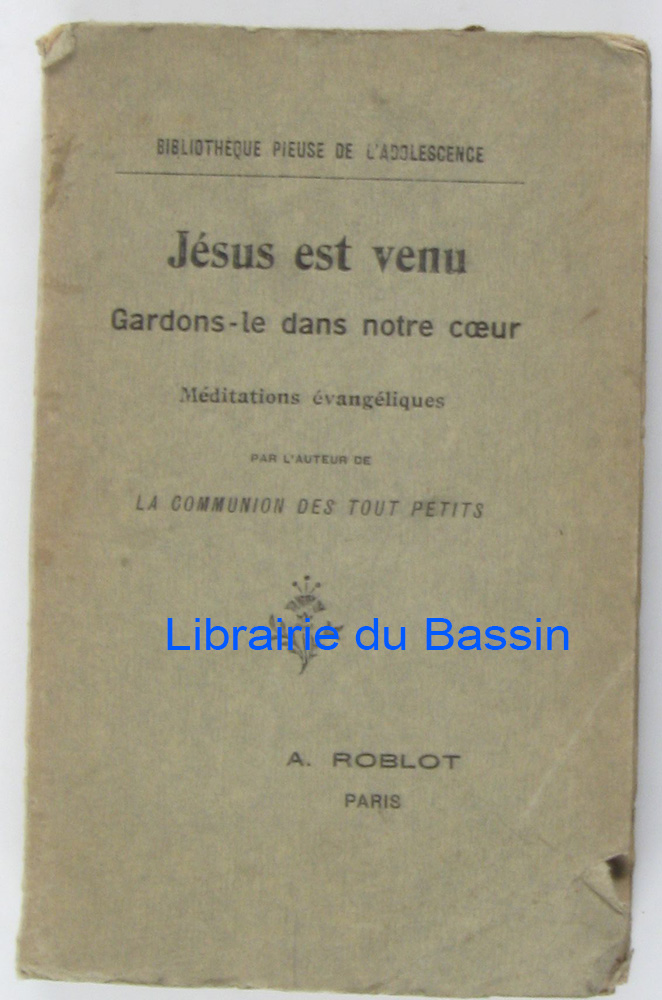 BIBLIOTHÈQUE PIEUSE DE L'ADOLESCENCE
Jésus est venu
Gardons-le dans notre cœur
Méditations évangéliques
PAR L'AUTEUR DE
LA COMMUNION DES TOUT PETITS
Librairie du Bassin
A. ROBLOT
PARIS